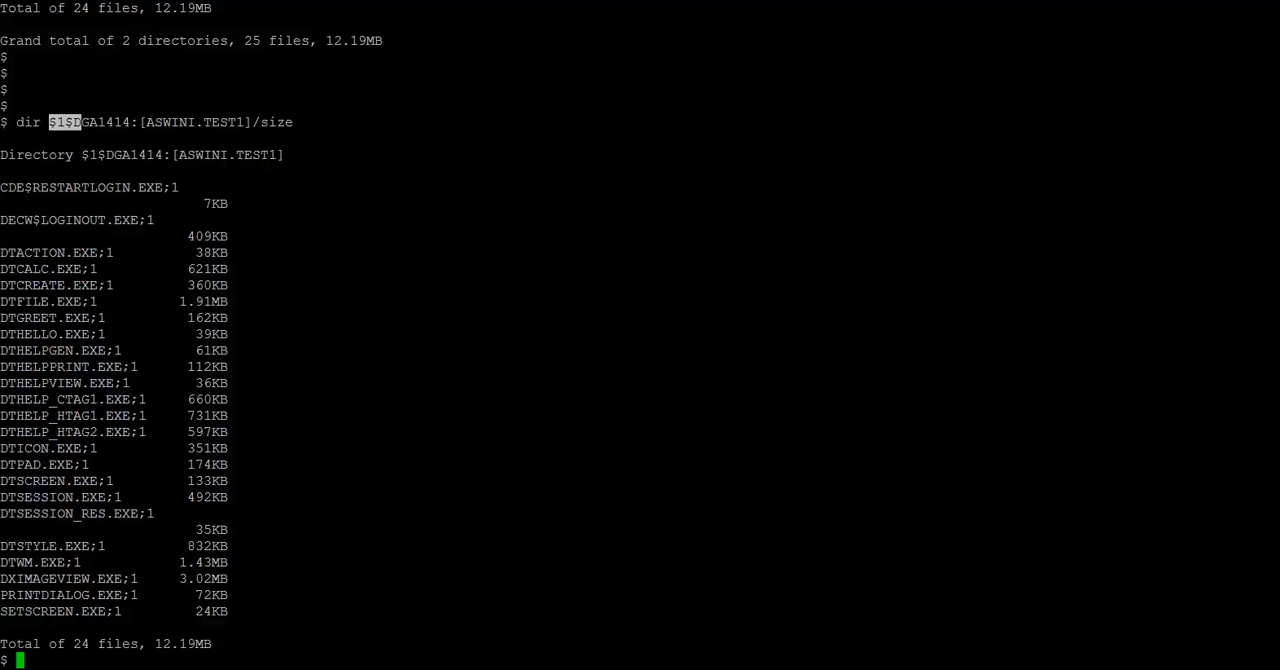 Total of 24 files, 12.19MB
Grand total of 2 directories, 25 files, 12.19MB
$
$
$
$
$ dir $1$DGA1414:[ASWINI.TEST1]/size
Directory $1$DGA1414:[ASWINI.TEST1]
CDE$RESTARTLOGIN.EXE;1
7KB
DECW$LOGINOUT.EXE;1
409KB
DTACTION.EXE;1 38KB
DTCALC.EXE;1 621KB
DTCREATE.EXE;1 360KB
DTFILE.EXE;1 1.91MB
DTGREET.EXE;1 162KB
DTHELLO.EXE;1 39KB
DTHELPGEN.EXE;1 61KB
DTHELPPRINT.EXE;1 112KB
DTHELPVIEW.EXE;1 36KB
DTHELP_CTAG1.EXE;1 660KB
DTHELP_HTAG1.EXE;1 731KB
DTHELP_HTAG2.EXE;1 597KB
DTICON.EXE;1 351KB
DTPAD.EXE;1 174KB
DTSCREEN.EXE;1 133KB
DTSESSION.EXE;1 492KB
DTSESSION_RES.EXE;1
35KB
DTSTYLE.EXE;1 832KB
DTWM.EXE;1 1.43MB
DXIMAGEVIEW.EXE;1 3.02MB
PRINTDIALOG.EXE;1 72KB
SETSCREEN.EXE;1 24KB
Total of 24 files, 12.19MB
$